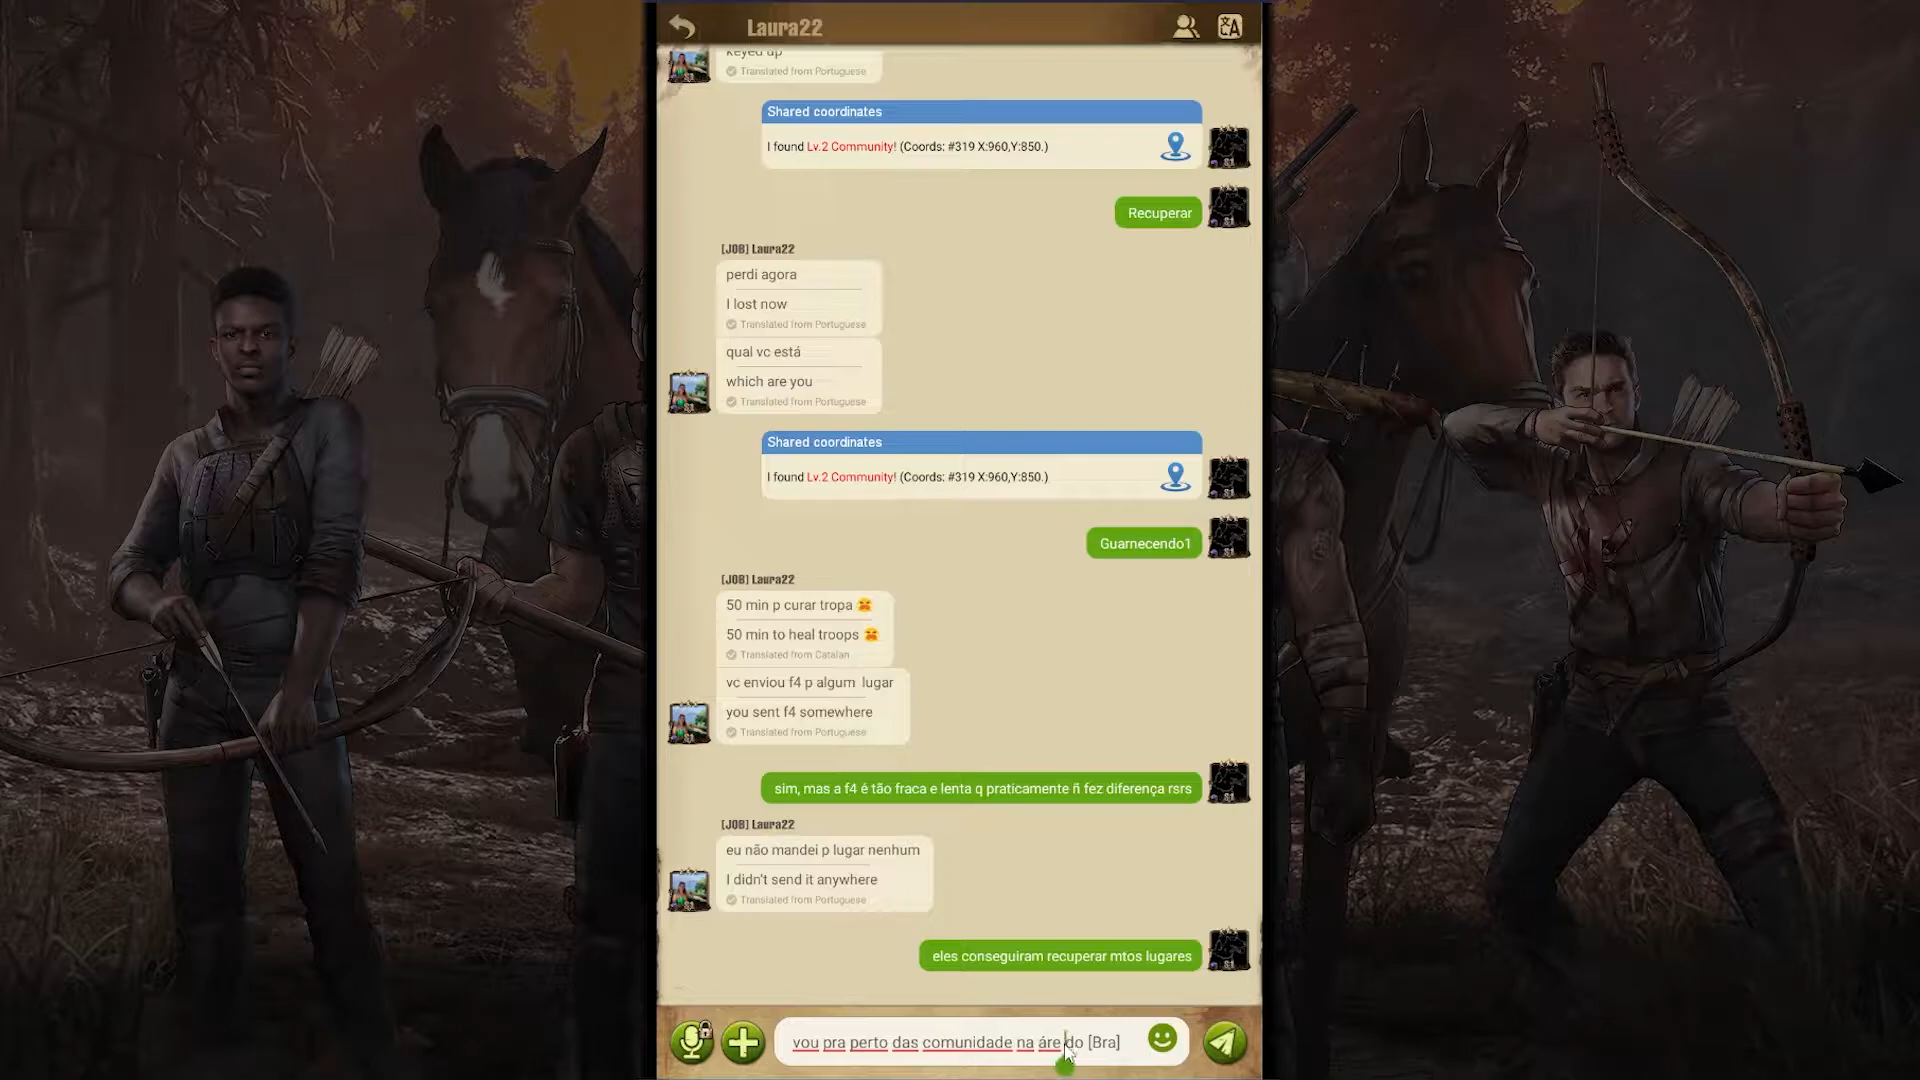 Laura22
keyed up
Translated from Portuguese
Shared coordinates
I found Lv.2 Community! (Coords: #319 X:960,Y:850.)
Recuperar
[JOB] Laura22
perdi agora
I lost now
Translated from Portuguese
qual vc está
which are you
Translated from Portuguese
Shared coordinates
I found Lv.2 Community! (Coords: #319 X:960,Y:850.)
Guarnecendo1
[JOB] Laura22
50 min p curar tropa
50 min to heal troops
Translated from Catalan
vc enviou f4 p algum lugar
you sent f4 somewhere
Translated from Portuguese
sim, mas a f4 é tão fraca e lenta q praticamente ñ fez diferença rsrs
[JOB] Laura22
eu não mandei p lugar nenhum
I didn't send it anywhere
Translated from Portuguese
eles conseguiram recuperar mtos lugares
vou pra perto das comunidade na áre do [Bra]